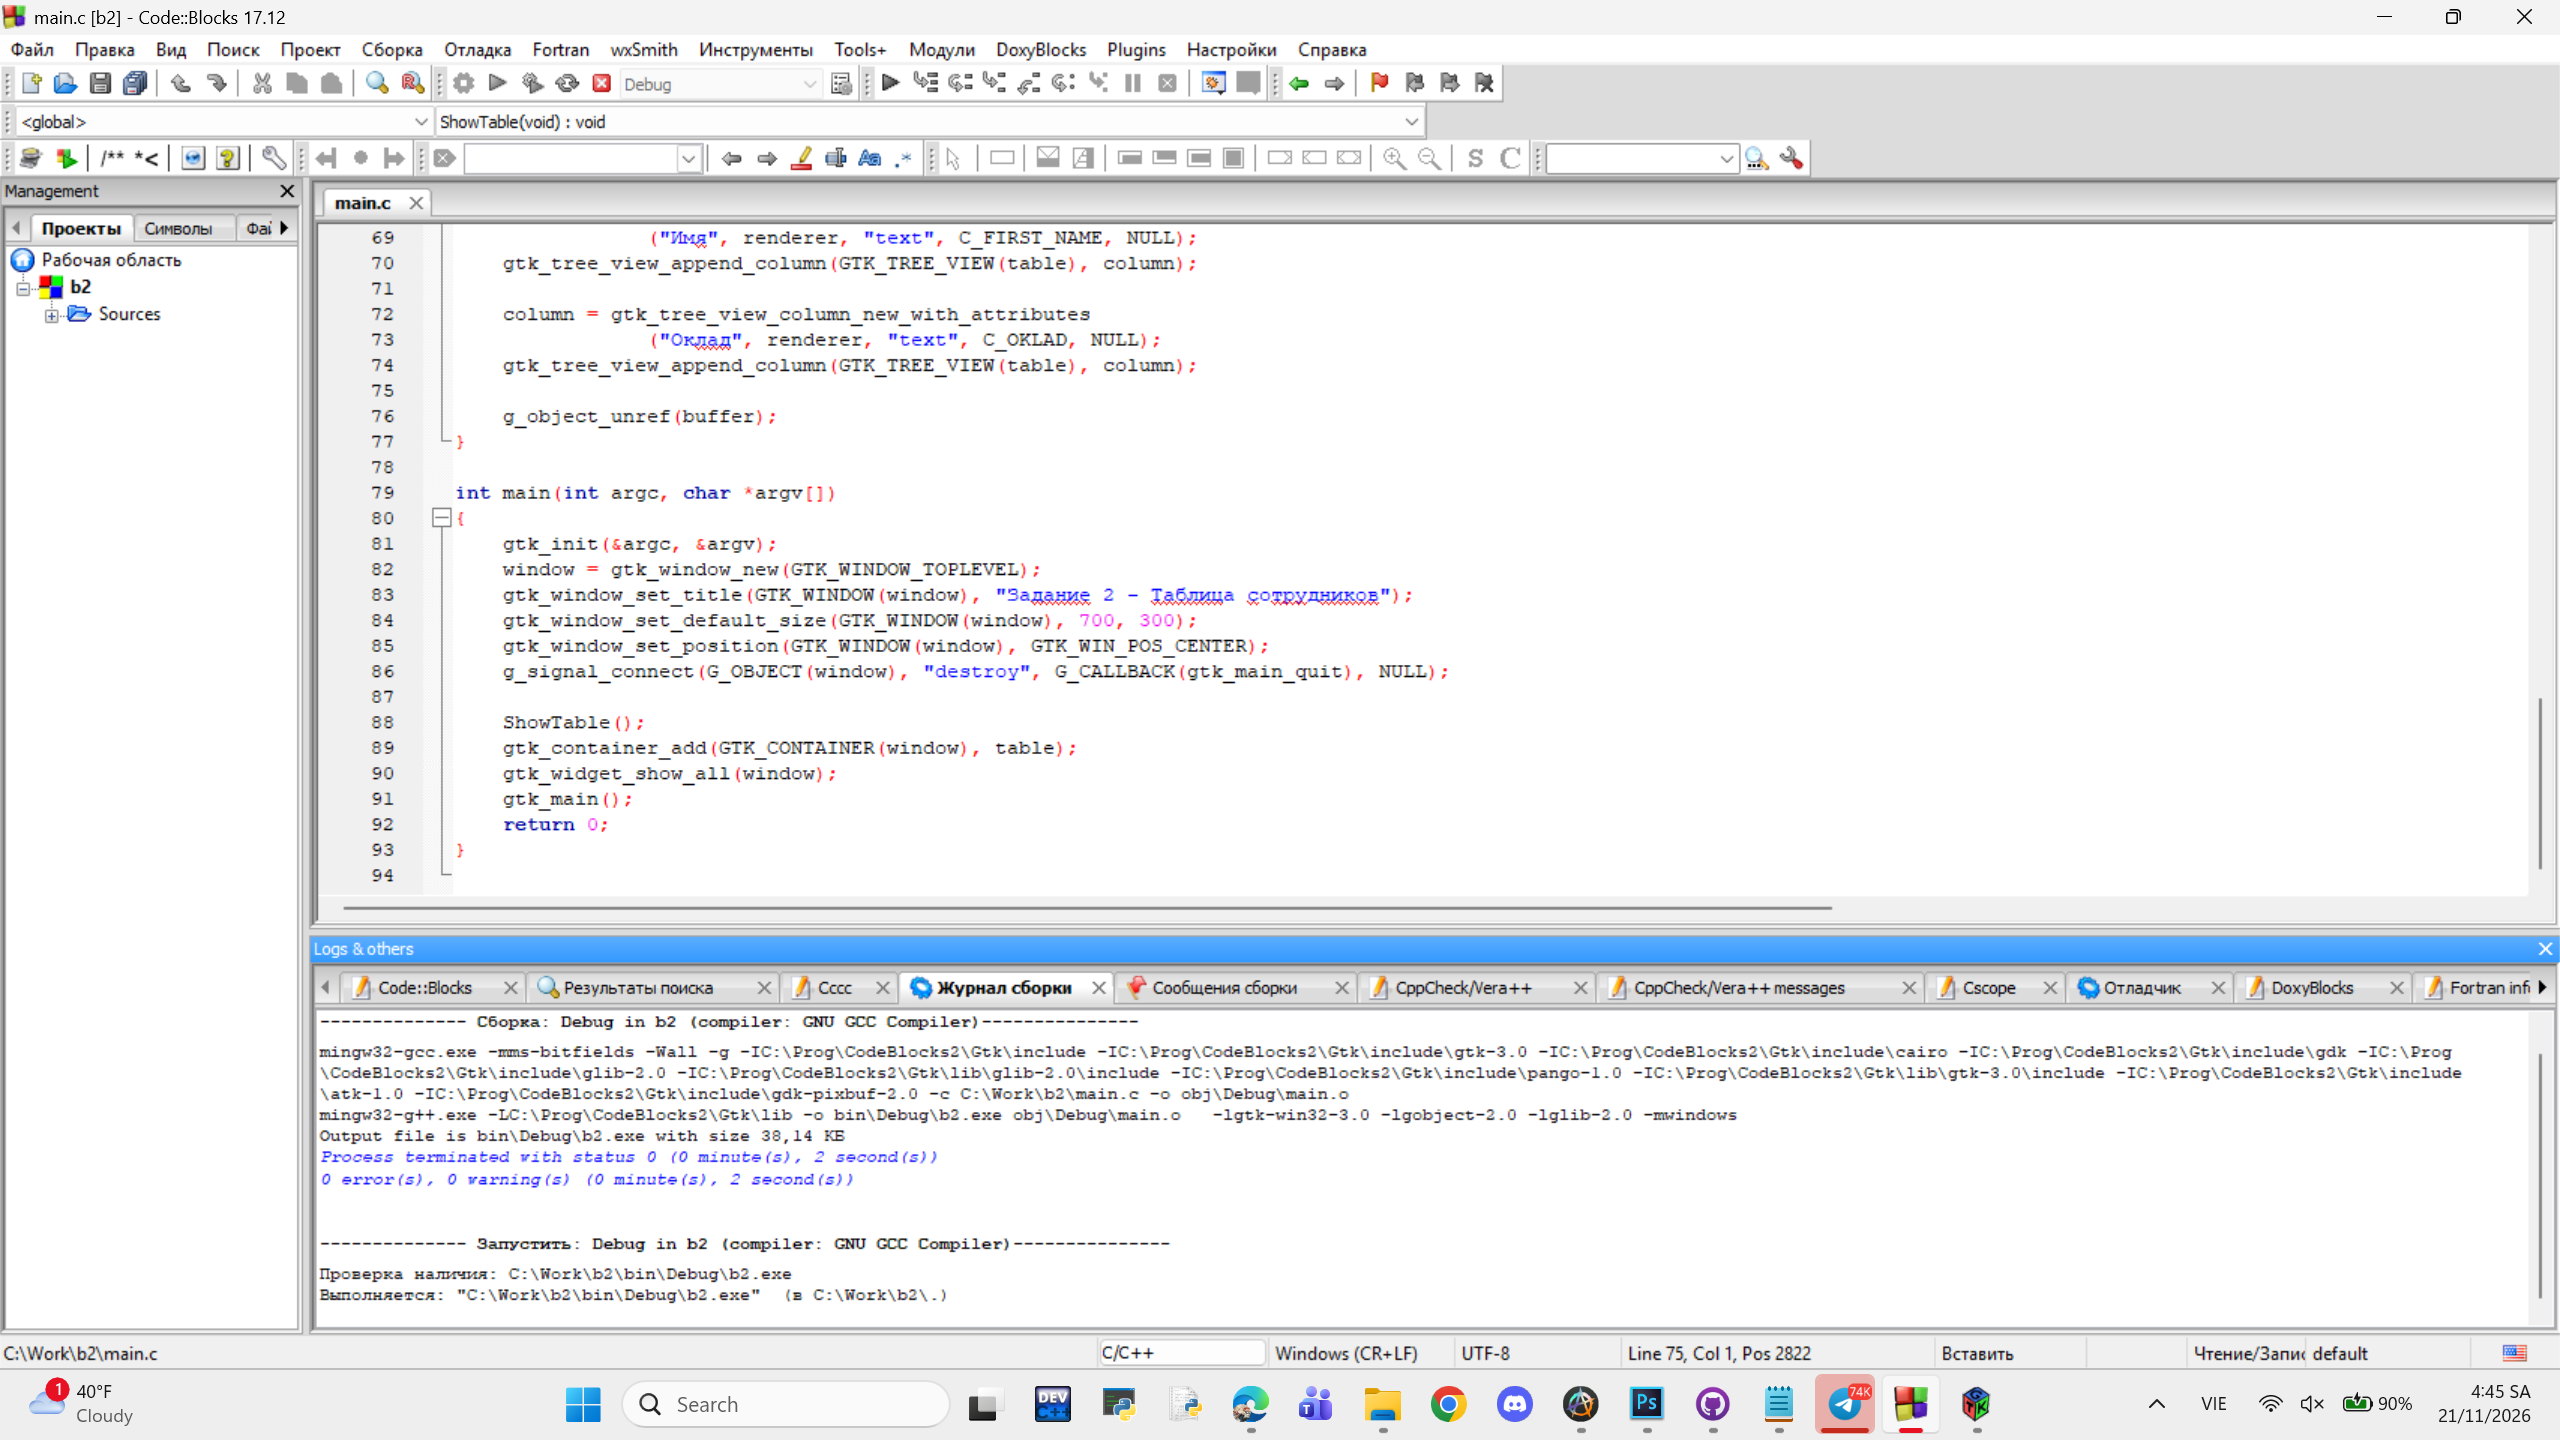 main.c [b2] - Code::Blocks 17.12
Файл Правка Вид Поиск Проект Сборка Отладка Fortran wxSmith Инструменты Tools+ Модули DoxyBlocks Plugins Настройки Справка
Debug
<global> ShowTable(void) : void
/** *<
S C
Management
main.c
Проекты Символы Фай
Рабочая область
b2
Sources
69 ("Имя", renderer, "text", C_FIRST_NAME, NULL);
70 gtk_tree_view_append_column(GTK_TREE_VIEW(table), column);
71
72 column = gtk_tree_view_column_new_with_attributes
73 ("Оклад", renderer, "text", C_OKLAD, NULL);
74 gtk_tree_view_append_column(GTK_TREE_VIEW(table), column);
75
76 g_object_unref(buffer);
77 }
78
79 int main(int argc, char *argv[])
80 {
81 gtk_init(&argc, &argv);
82 window = gtk_window_new(GTK_WINDOW_TOPLEVEL);
83 gtk_window_set_title(GTK_WINDOW(window), "Задание 2 - Таблица сотрудников");
84 gtk_window_set_default_size(GTK_WINDOW(window), 700, 300);
85 gtk_window_set_position(GTK_WINDOW(window), GTK_WIN_POS_CENTER);
86 g_signal_connect(G_OBJECT(window), "destroy", G_CALLBACK(gtk_main_quit), NULL);
87
88 ShowTable();
89 gtk_container_add(GTK_CONTAINER(window), table);
90 gtk_widget_show_all(window);
91 gtk_main();
92 return 0;
93 }
94
Logs & others
Code::Blocks Результаты поиска Cccc Журнал сборки Сообщения сборки CppCheck/Vera++ CppCheck/Vera++ messages Cscope Отладчик DoxyBlocks Fortran info
-------------- Сборка: Debug in b2 (compiler: GNU GCC Compiler)---------------
mingw32-gcc.exe -mms-bitfields -Wall -g -IC:\Prog\CodeBlocks2\Gtk\include -IC:\Prog\CodeBlocks2\Gtk\include\gtk-3.0 -IC:\Prog\CodeBlocks2\Gtk\include\cairo -IC:\Prog\CodeBlocks2\Gtk\include\gdk -IC:\Prog
\CodeBlocks2\Gtk\include\glib-2.0 -IC:\Prog\CodeBlocks2\Gtk\lib\glib-2.0\include -IC:\Prog\CodeBlocks2\Gtk\include\pango-1.0 -IC:\Prog\CodeBlocks2\Gtk\lib\gtk-3.0\include -IC:\Prog\CodeBlocks2\Gtk\include
\atk-1.0 -IC:\Prog\CodeBlocks2\Gtk\include\gdk-pixbuf-2.0 -c C:\Work\b2\main.c -o obj\Debug\main.o
mingw32-g++.exe -LC:\Prog\CodeBlocks2\Gtk\lib -o bin\Debug\b2.exe obj\Debug\main.o -lgtk-win32-3.0 -lgobject-2.0 -lglib-2.0 -mwindows
Output file is bin\Debug\b2.exe with size 38,14 KB
Process terminated with status 0 (0 minute(s), 2 second(s))
0 error(s), 0 warning(s) (0 minute(s), 2 second(s))
-------------- Запустить: Debug in b2 (compiler: GNU GCC Compiler)---------------
Проверка наличия: C:\Work\b2\bin\Debug\b2.exe
Выполняется: "C:\Work\b2\bin\Debug\b2.exe" (в C:\Work\b2\.)
C:\Work\b2\main.c C/C++ Windows (CR+LF) UTF-8 Line 75, Col 1, Pos 2822 Вставить Чтение/Запис default
1 40°F
Cloudy
Search
DEV
C++
T
Ps
74K
VIE
90%
4:45 SA
21/11/2026